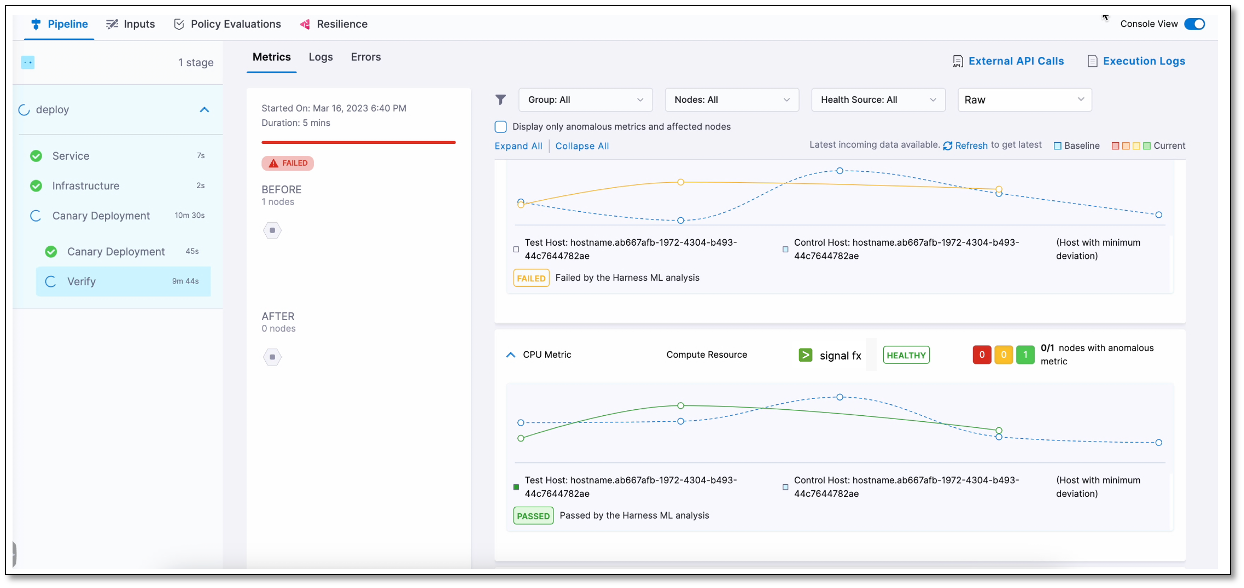 Pipeline Inputs Policy Evaluations Resilience Console View
1 stage
deploy
Service 7s
Infrastructure 2s
Canary Deployment 10m 30s
Canary Deployment 45s
Verify 9m 44s
Metrics Logs Errors
External API Calls Execution Logs
Started On: Mar 16, 2023 6:40 PM
Duration: 5 mins
FAILED
BEFORE
1 nodes
AFTER
0 nodes
Group: All Nodes: All Health Source: All Raw
Display only anomalous metrics and affected nodes
Expand All Collapse All Latest incoming data available. Refresh to get latest Baseline Current
Test Host: hostname.ab667afb-1972-4304-b493-
44c7644782ae
Control Host: hostname.ab667afb-1972-4304-b493-
44c7644782ae
(Host with minimum
deviation)
FAILED Failed by the Harness ML analysis
CPU Metric Compute Resource signal fx HEALTHY 0 0 1 0/1 nodes with anomalous
metric
Test Host: hostname.ab667afb-1972-4304-b493-
44c7644782ae
Control Host: hostname.ab667afb-1972-4304-b493-
44c7644782ae
(Host with minimum
deviation)
PASSED Passed by the Harness ML analysis